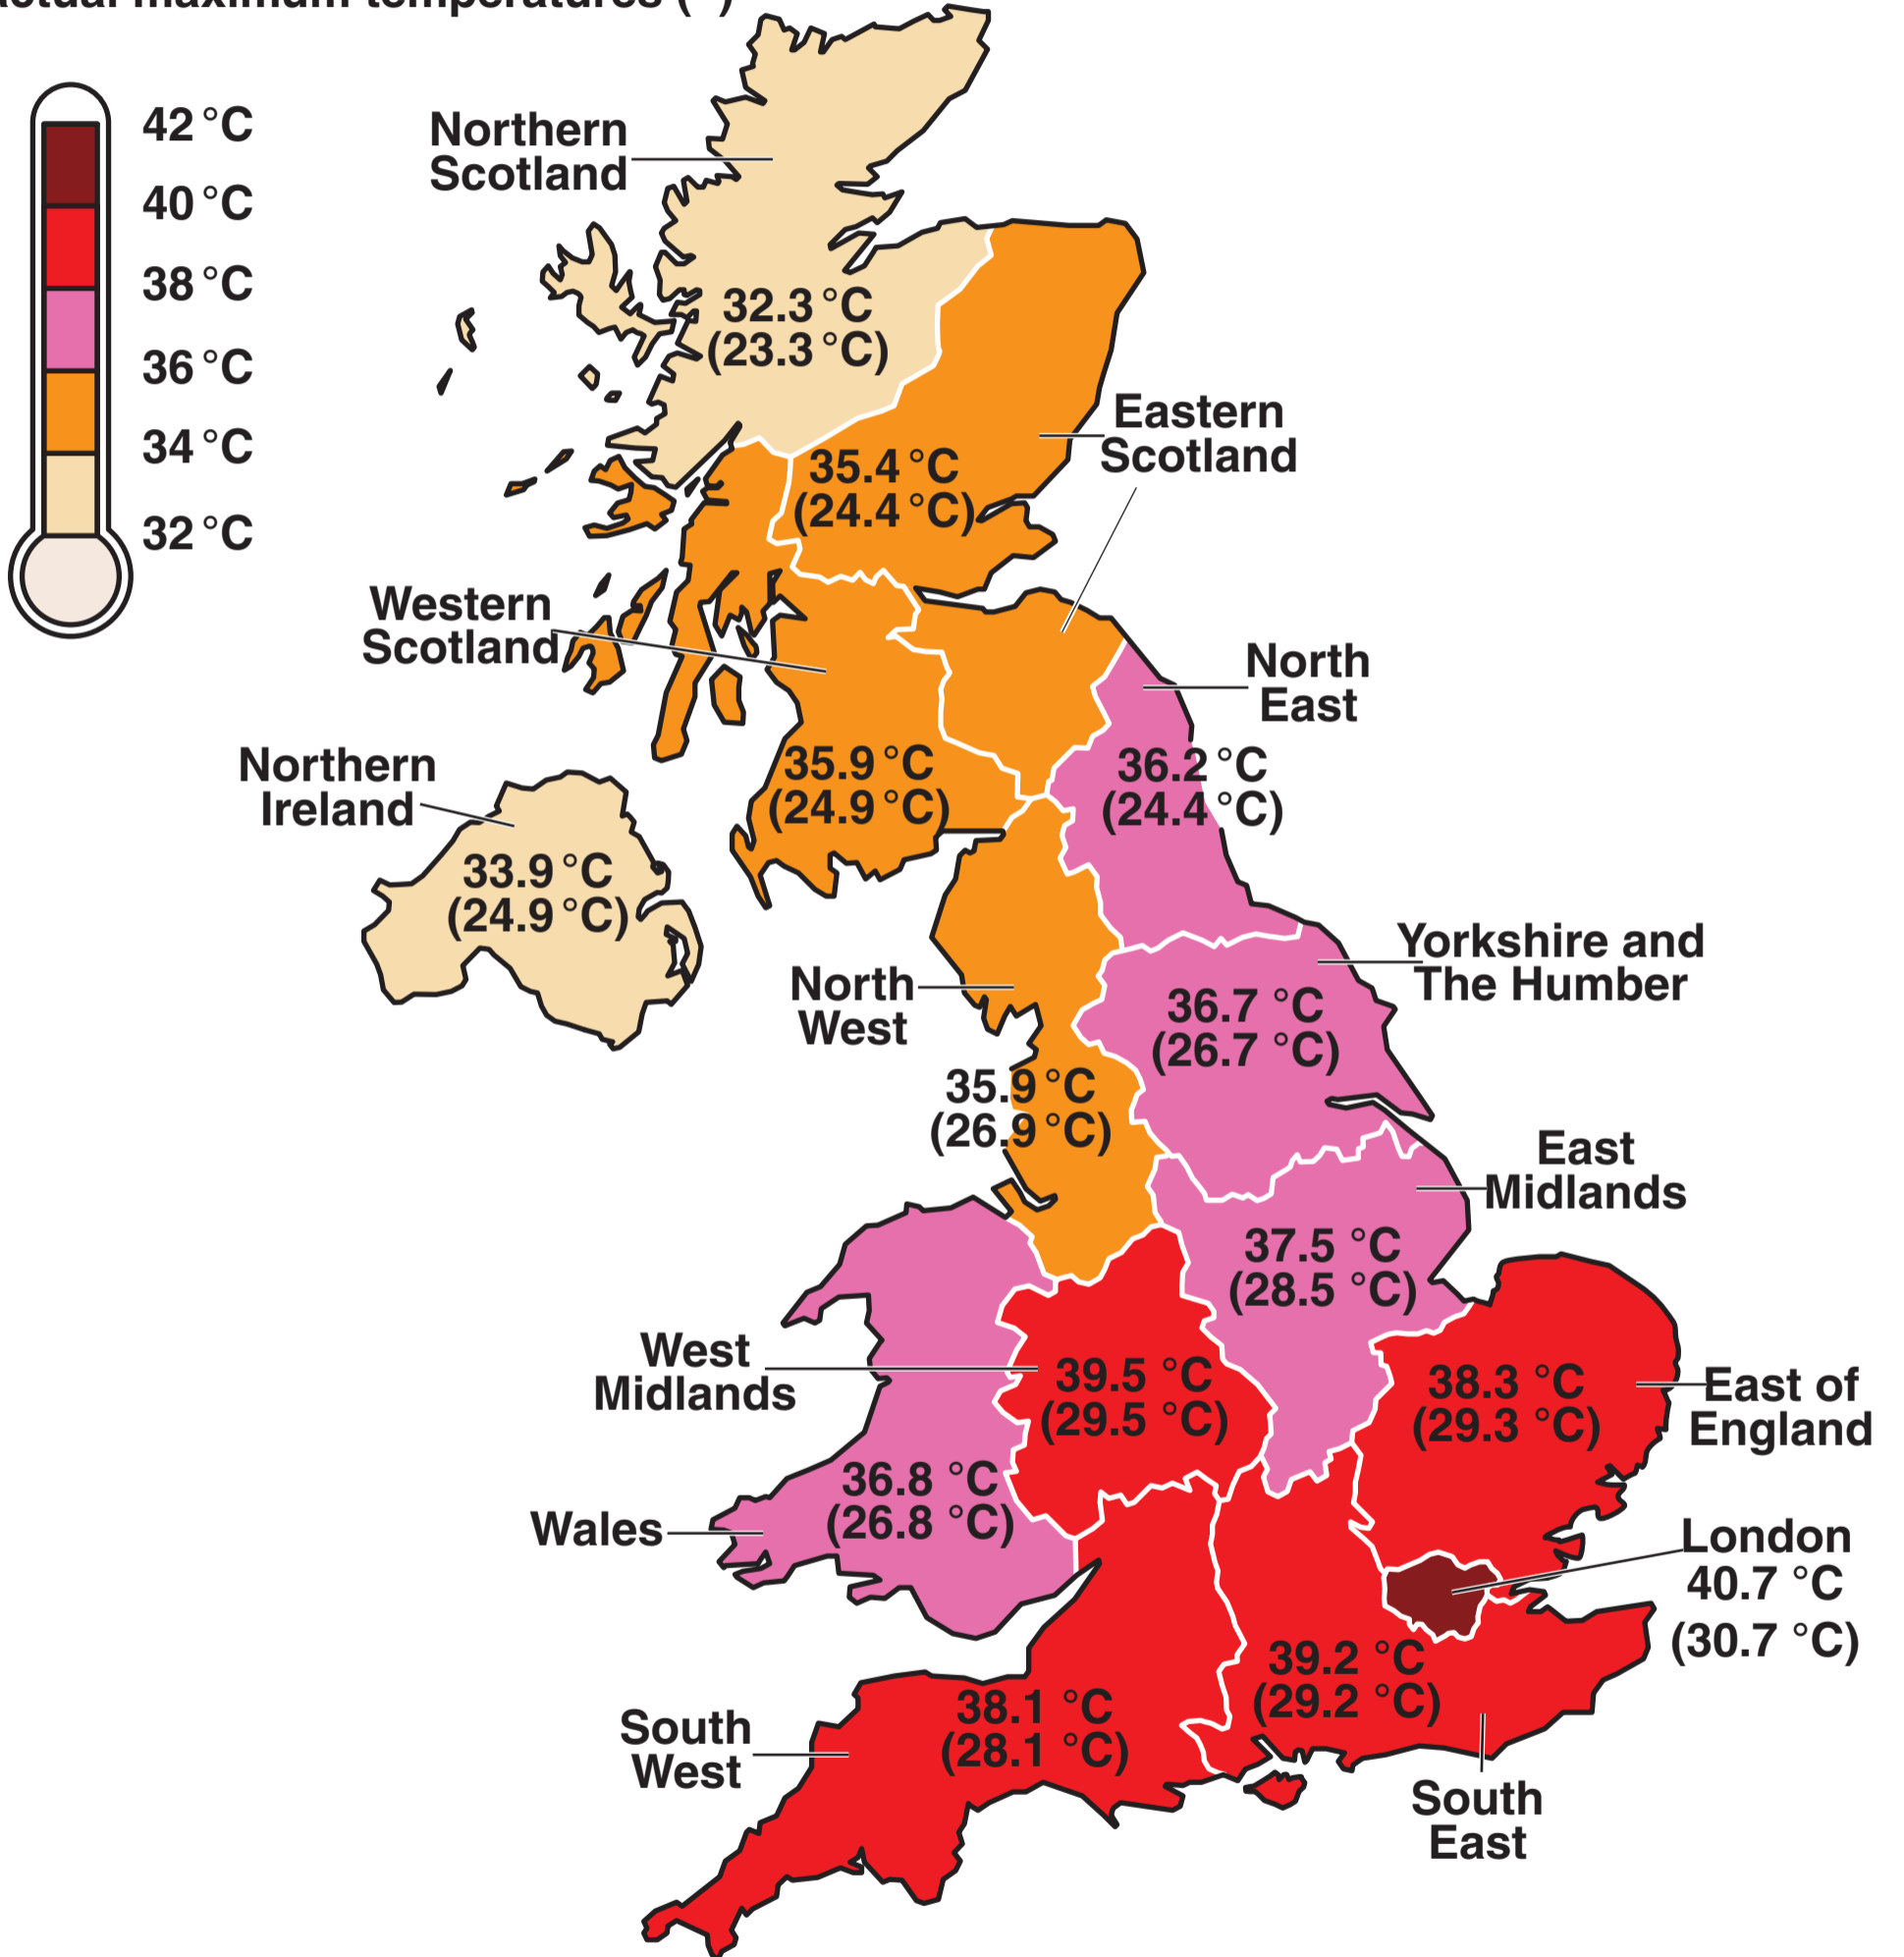 actual maximum temperatures (°)
42 °C
40 °C
38 °C
36 °C
34 °C
32 °C
Northern
Scotland
32.3 °C
(23.3 °C)
Eastern
Scotland
35.4 °C
(24.4 °C)
Western
Scotland
35.9 °C
(24.9 °C)
North
East
36.2 °C
(24.4 °C)
Northern
Ireland
33.9 °C
(24.9 °C)
Yorkshire and
The Humber
36.7 °C
(26.7 °C)
North
West
35.9 °C
(26.9 °C)
East
Midlands
37.5 °C
(28.5 °C)
West
Midlands
39.5 °C
(29.5 °C)
38.3 °C
(29.3 °C)
East of
England
Wales
36.8 °C
(26.8 °C)
London
40.7 °C
(30.7 °C)
39.2 °C
(29.2 °C)
South
East
South
West
38.1 °C
(28.1 °C)